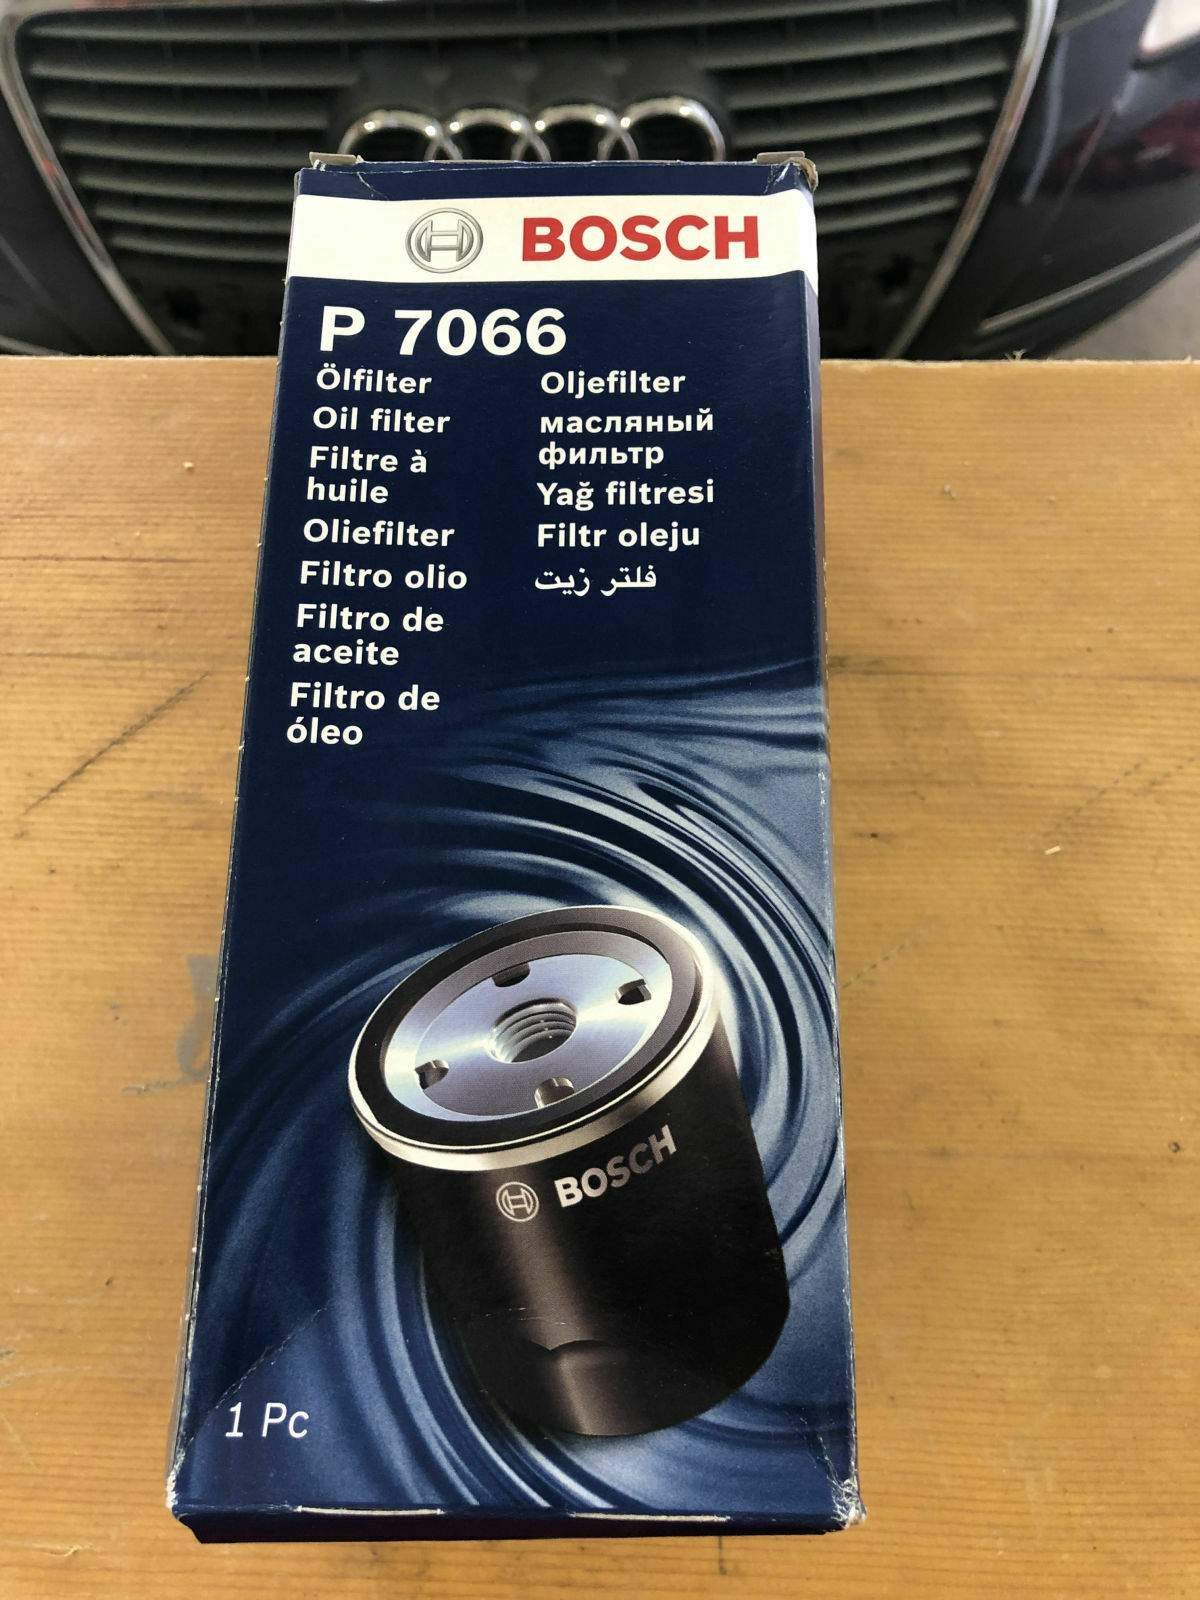 BOSCH
P 7066
Ölfilter
Oil filter
Filtre à
huile
Oliefilter
Filtro olio
Filtro de
aceite
Filtro de
óleo
Oljefilter
масляный
фильтр
Yağ filtresi
Filtr oleju
فلتر زيت
BOSCH
1 Pc